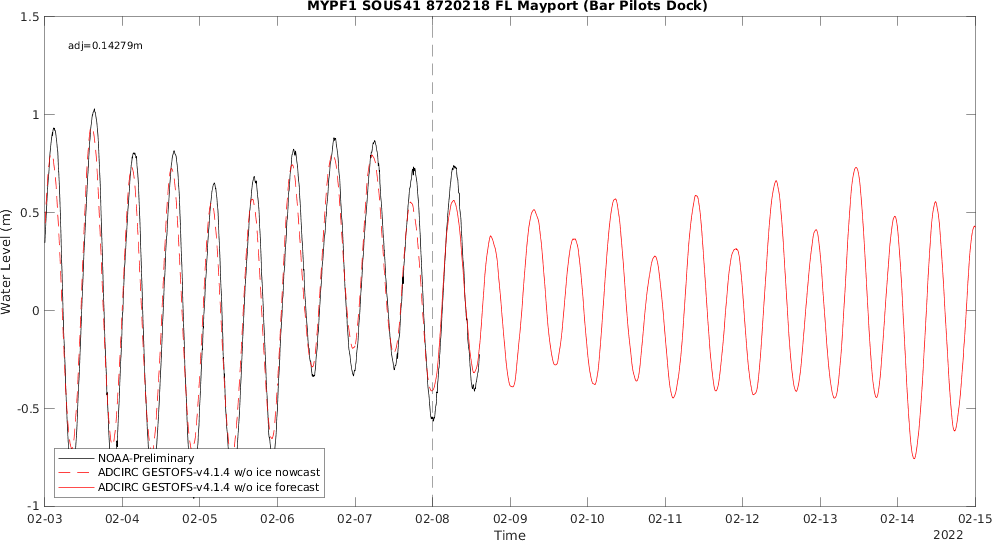 MYPF1 SOUS41 8720218 FL Mayport (Bar Pilots Dock)
1.5
adj=0.14279m
1
0.5
0
-0.5
-1
Water Level (m)
NOAA-Preliminary
ADCIRC GESTOFS-v4.1.4 w/o ice nowcast
ADCIRC GESTOFS-v4.1.4 w/o ice forecast
02-03 02-04 02-05 02-06 02-07 02-08 02-09 02-10 02-11 02-12 02-13 02-14 02-15
Time
2022